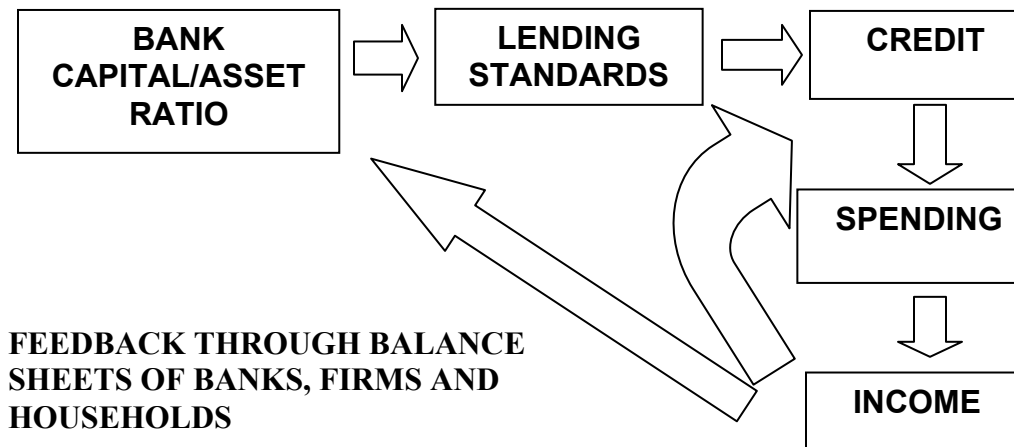 BANK
CAPITAL/ASSET
RATIO
LENDING
STANDARDS
CREDIT
SPENDING
INCOME
FEEDBACK THROUGH BALANCE
SHEETS OF BANKS, FIRMS AND
HOUSEHOLDS